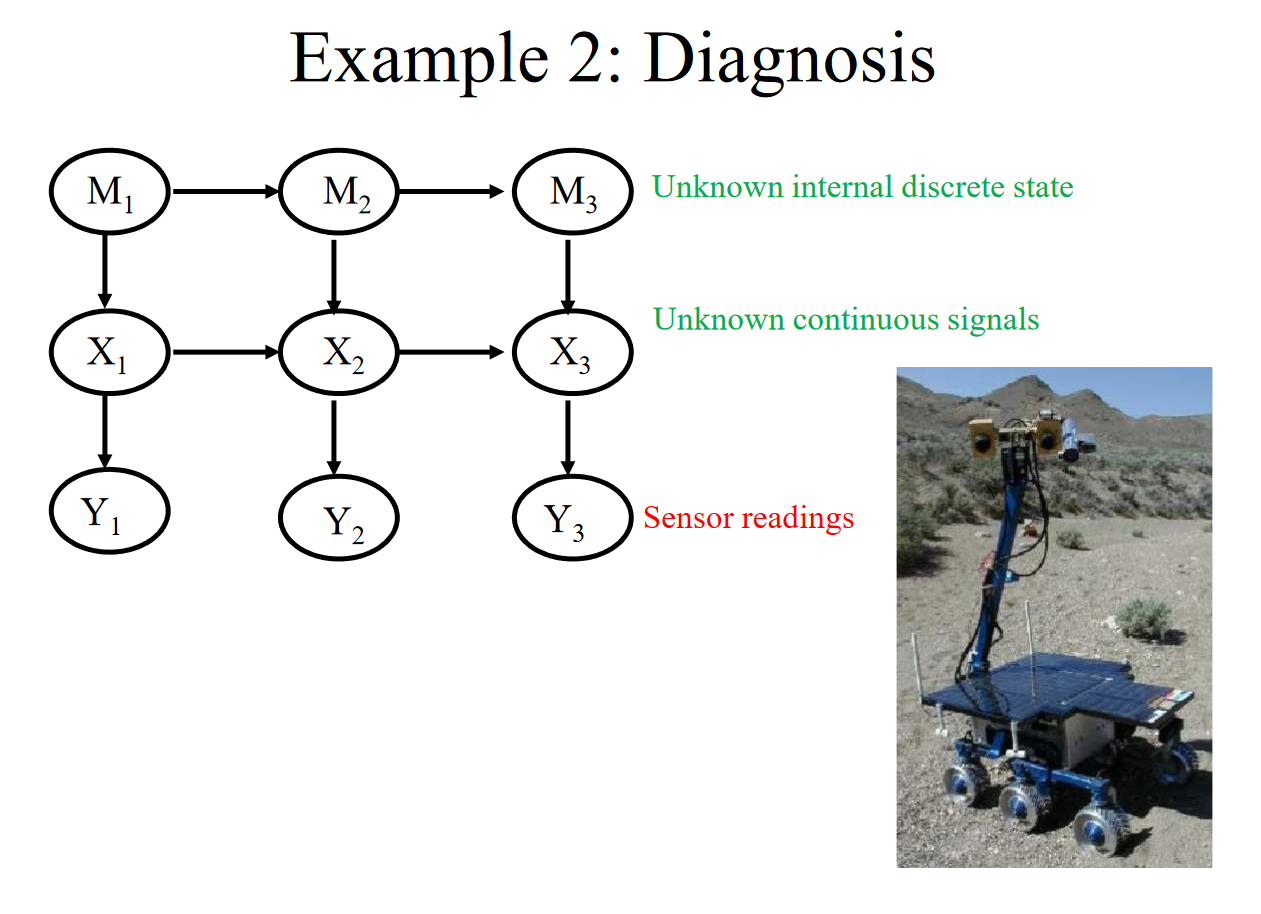 Example 2: Diagnosis
M₁ M₂ M₃ Unknown internal discrete state
X₁ X₂ X₃ Unknown continuous signals
Y₁ Y₂ Y₃ Sensor readings